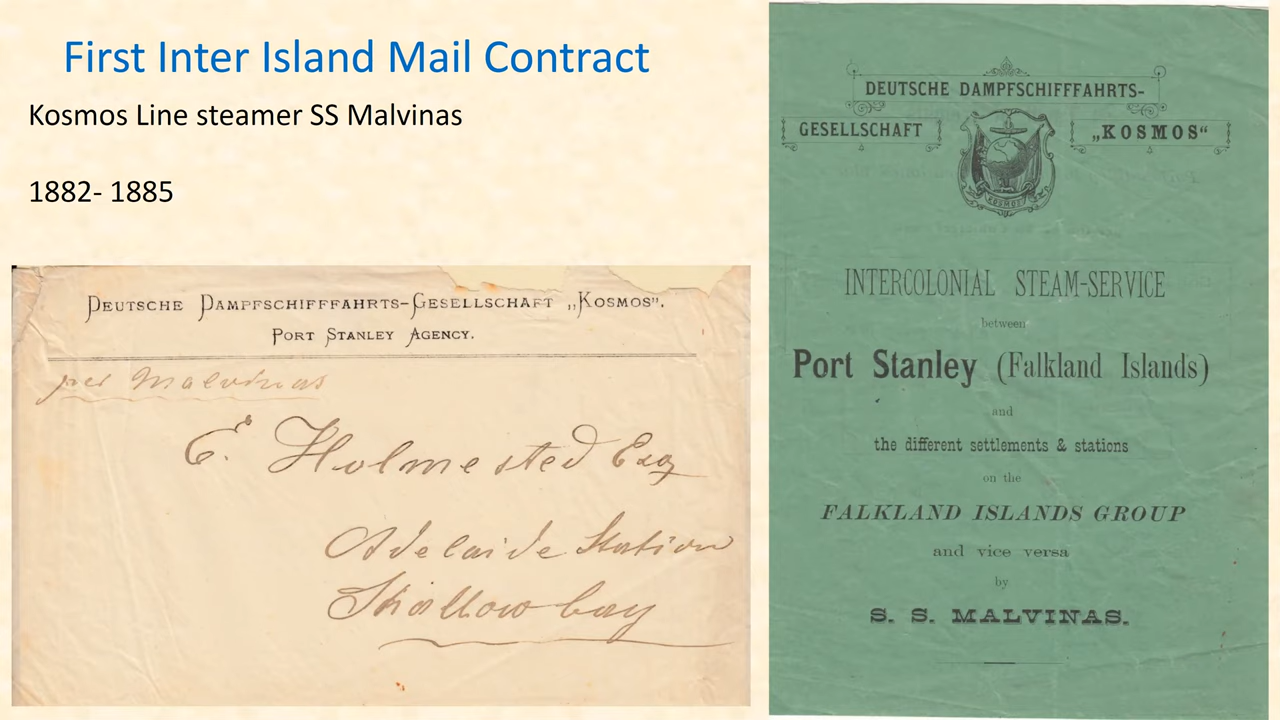 First Inter Island Mail Contract
Kosmos Line steamer SS Malvinas
1882- 1885
DEUTSCHE DAMPFSCHIFFFAHRTS-GESELLSCHAFT „KOSMOS".
PORT STANLEY AGENCY.
per Malvinas
E. Holmested Esq
Adelaide Station
Shallow bay
DEUTSCHE DAMPFSCHIFFFAHRTS-
GESELLSCHAFT „KOSMOS“
KOSMOS
INTERCOLONIAL STEAM-SERVICE
between
Port Stanley (Falkland Islands)
and
the different settlements & stations
on the
FALKLAND ISLANDS GROUP
and vice versa
by
S. S. MALVINAS.